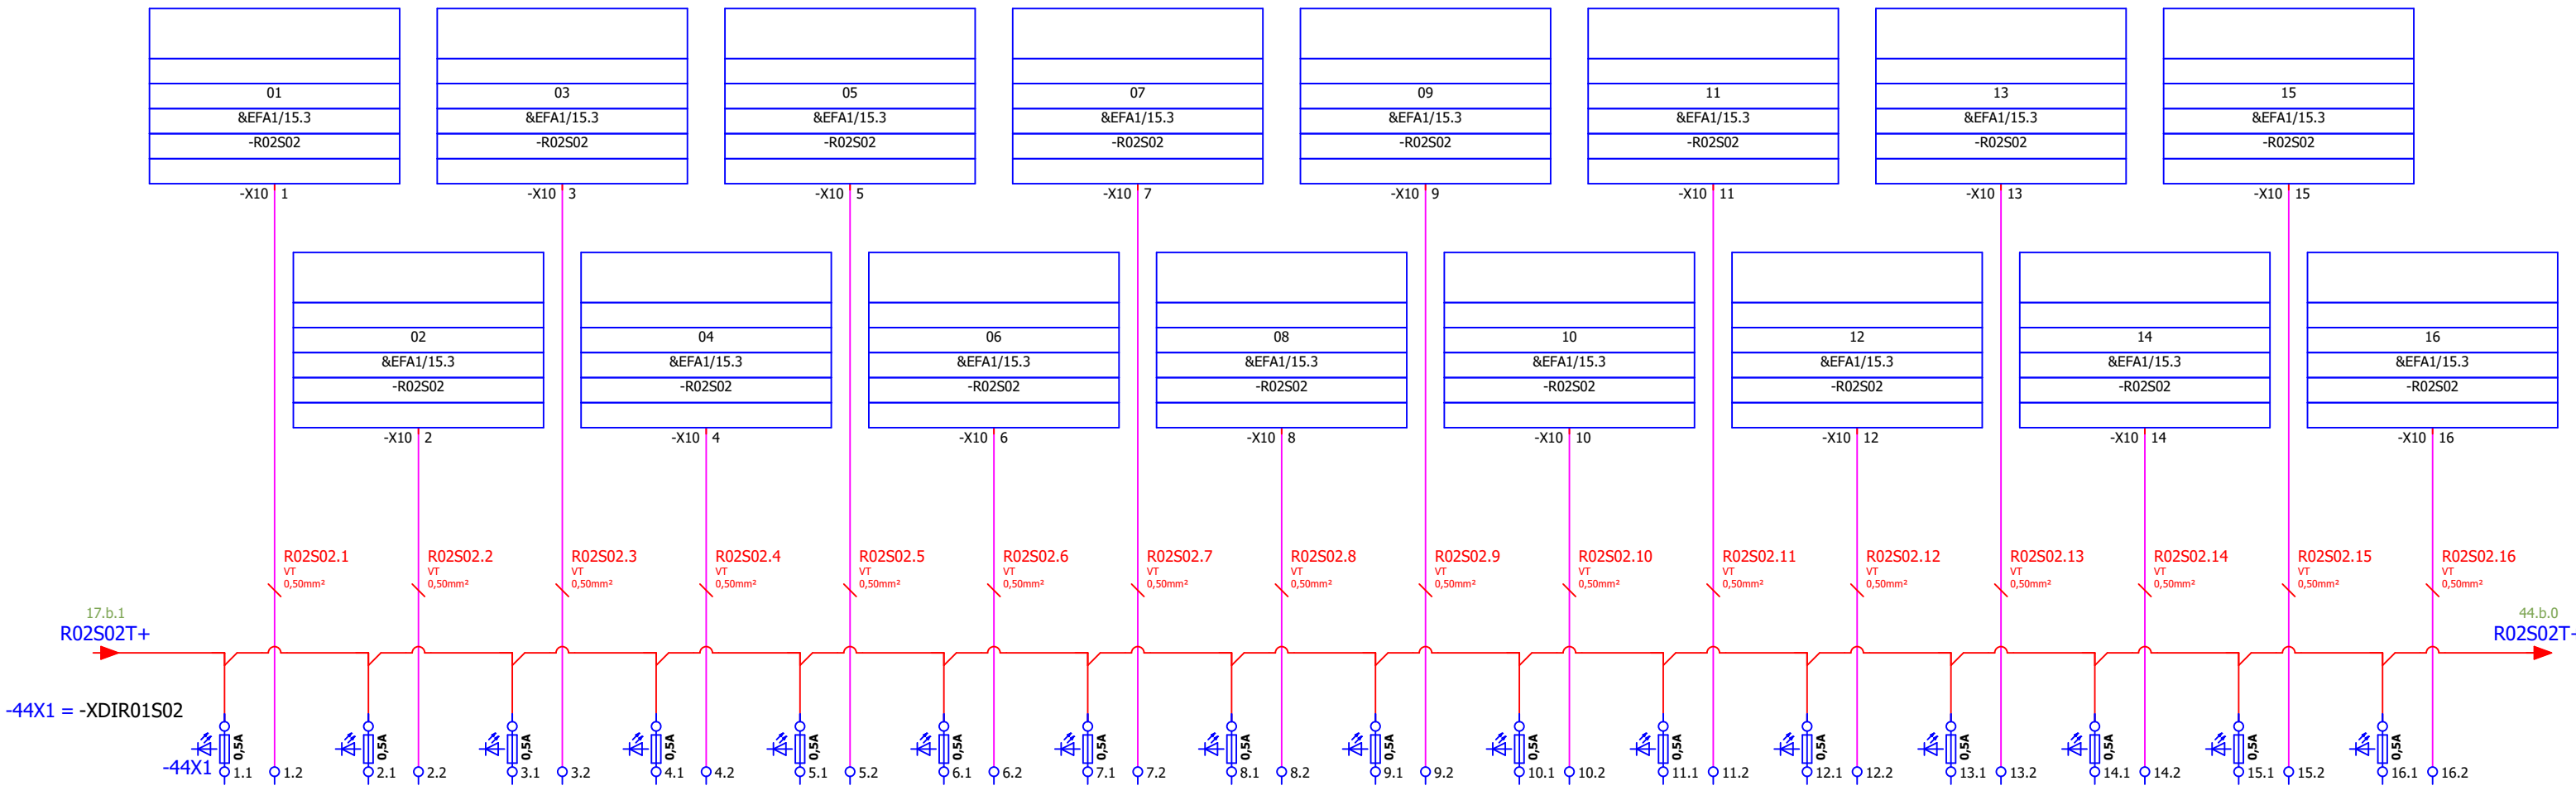 01 03 05 07 09 11 13 15
&EFA1/15.3 &EFA1/15.3 &EFA1/15.3 &EFA1/15.3 &EFA1/15.3 &EFA1/15.3 &EFA1/15.3 &EFA1/15.3
-R02S02 -R02S02 -R02S02 -R02S02 -R02S02 -R02S02 -R02S02 -R02S02
-X10 1 -X10 3 -X10 5 -X10 7 -X10 9 -X10 11 -X10 13 -X10 15
02 04 06 08 10 12 14 16
&EFA1/15.3 &EFA1/15.3 &EFA1/15.3 &EFA1/15.3 &EFA1/15.3 &EFA1/15.3 &EFA1/15.3 &EFA1/15.3
-R02S02 -R02S02 -R02S02 -R02S02 -R02S02 -R02S02 -R02S02 -R02S02
-X10 2 -X10 4 -X10 6 -X10 8 -X10 10 -X10 12 -X10 14 -X10 16
R02S02.1 R02S02.2 R02S02.3 R02S02.4 R02S02.5 R02S02.6 R02S02.7 R02S02.8 R02S02.9 R02S02.10 R02S02.11 R02S02.12 R02S02.13 R02S02.14 R02S02.15 R02S02.16
VT VT VT VT VT VT VT VT VT VT VT VT VT VT VT VT
0,50mm² 0,50mm² 0,50mm² 0,50mm² 0,50mm² 0,50mm² 0,50mm² 0,50mm² 0,50mm² 0,50mm² 0,50mm² 0,50mm² 0,50mm² 0,50mm² 0,50mm² 0,50mm²
17.b.1 44.b.0
R02S02T+ R02S02T+
-44X1 = -XDIR01S02
0,5A 0,5A 0,5A 0,5A 0,5A 0,5A 0,5A 0,5A 0,5A 0,5A 0,5A 0,5A 0,5A 0,5A 0,5A 0,5A
-44X1 1.1 1.2 2.1 2.2 3.1 3.2 4.1 4.2 5.1 5.2 6.1 6.2 7.1 7.2 8.1 8.2 9.1 9.2 10.1 10.2 11.1 11.2 12.1 12.2 13.1 13.2 14.1 14.2 15.1 15.2 16.1 16.2